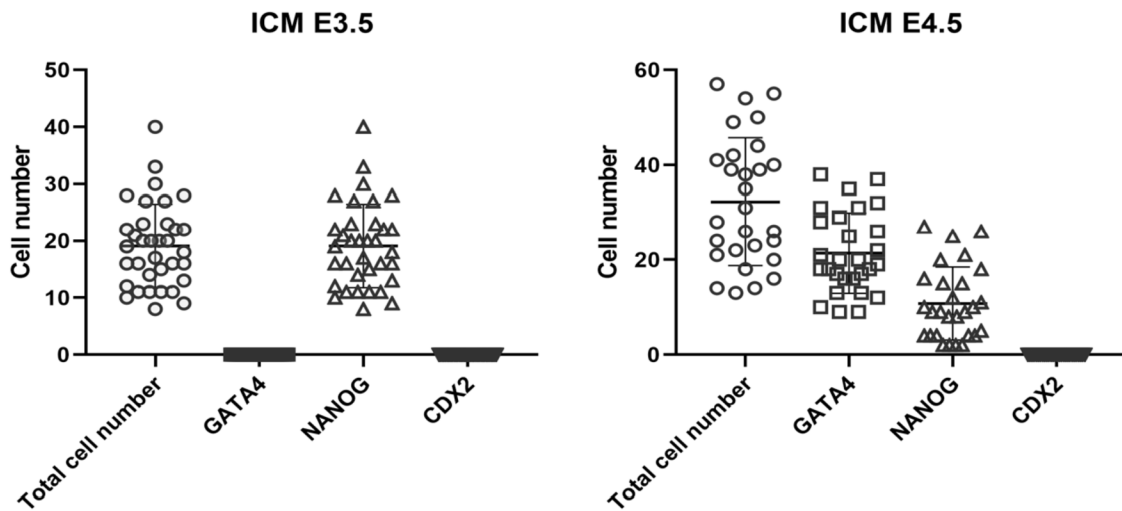 ICM E3.5
Cell number
50
40
30
20
10
0
Total cell number
GATA4
NANOG
CDX2
ICM E4.5
Cell number
60
40
20
0
Total cell number
GATA4
NANOG
CDX2